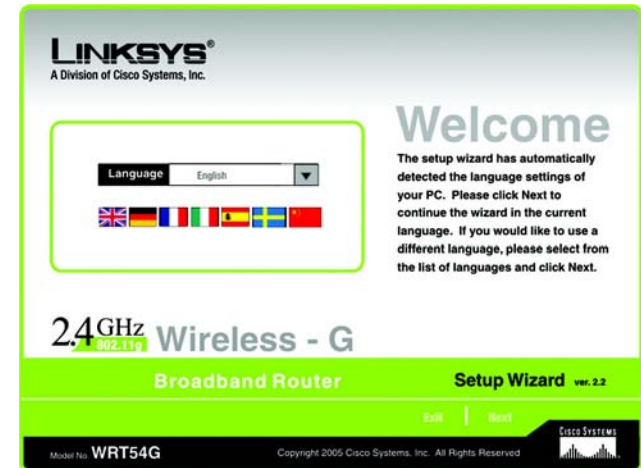 LINKSYS®
A Division of Cisco Systems, Inc.
Welcome
The setup wizard has automatically
detected the language settings of
your PC. Please click Next to
continue the wizard in the current
language. If you would like to use a
different language, please select from
the list of languages and click Next.
Language English
2.4 GHz
802.11g
Wireless - G
Broadband Router
Setup Wizard ver. 2.2
Exit Next
CISCO SYSTEMS
Model No. WRT54G
Copyright 2005 Cisco Systems, Inc. All Rights Reserved